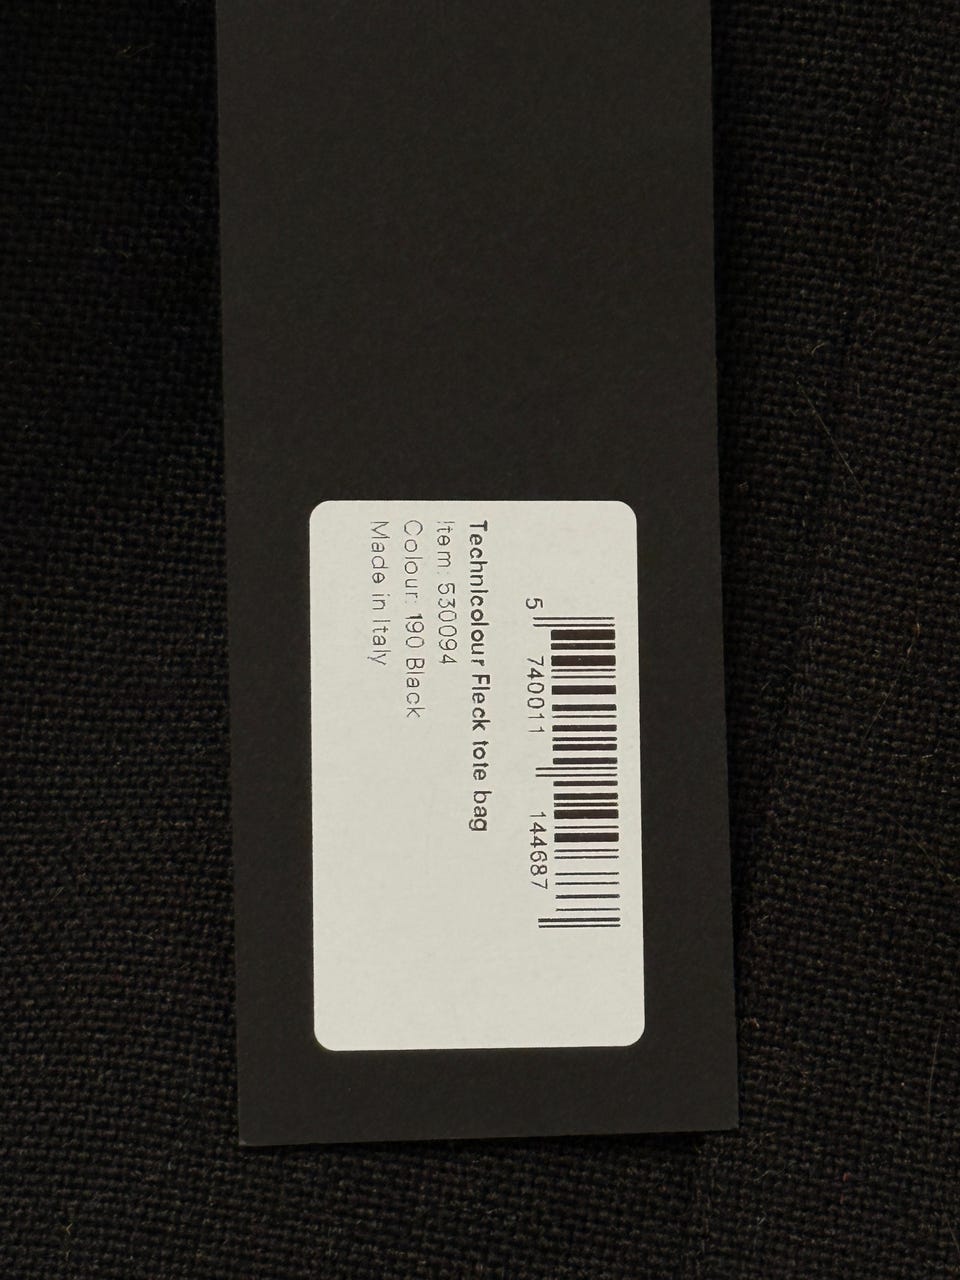 5 740011 144687
Technicolour Fleck tote bag
Item: 530094
Colour: 190 Black
Made in Italy